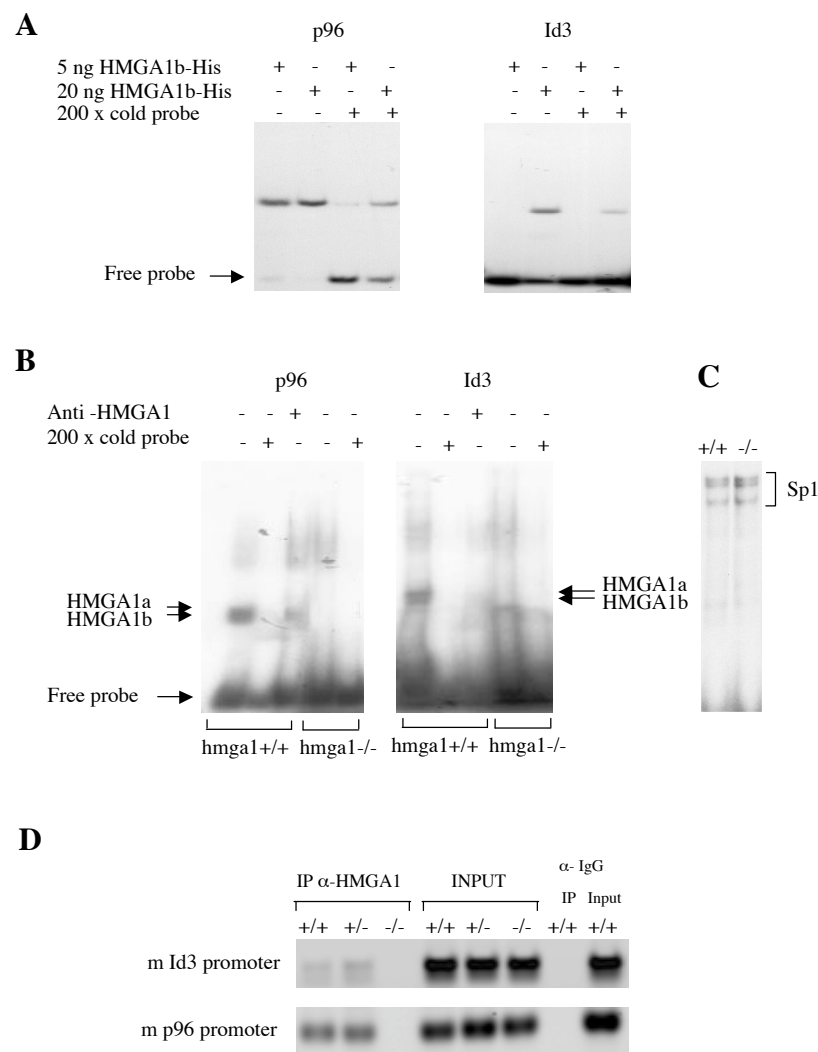 A
p96 Id3
5 ng HMGA1b-His + - + - + - + -
20 ng HMGA1b-His - + - + - + - +
200 x cold probe - - + + - - + +
Free probe
B
p96 Id3
C
Anti -HMGA1 - - + - - - - + - -
200 x cold probe - + - - + - + - - +
+/+ -/-
Sp1
HMGA1a
HMGA1b
HMGA1a
HMGA1b
Free probe
hmga1+/+ hmga1-/- hmga1+/+ hmga1-/-
D
α- IgG
IP α-HMGA1 INPUT IP Input
+/+ +/- -/- +/+ +/- -/- +/+ +/+
m Id3 promoter
m p96 promoter